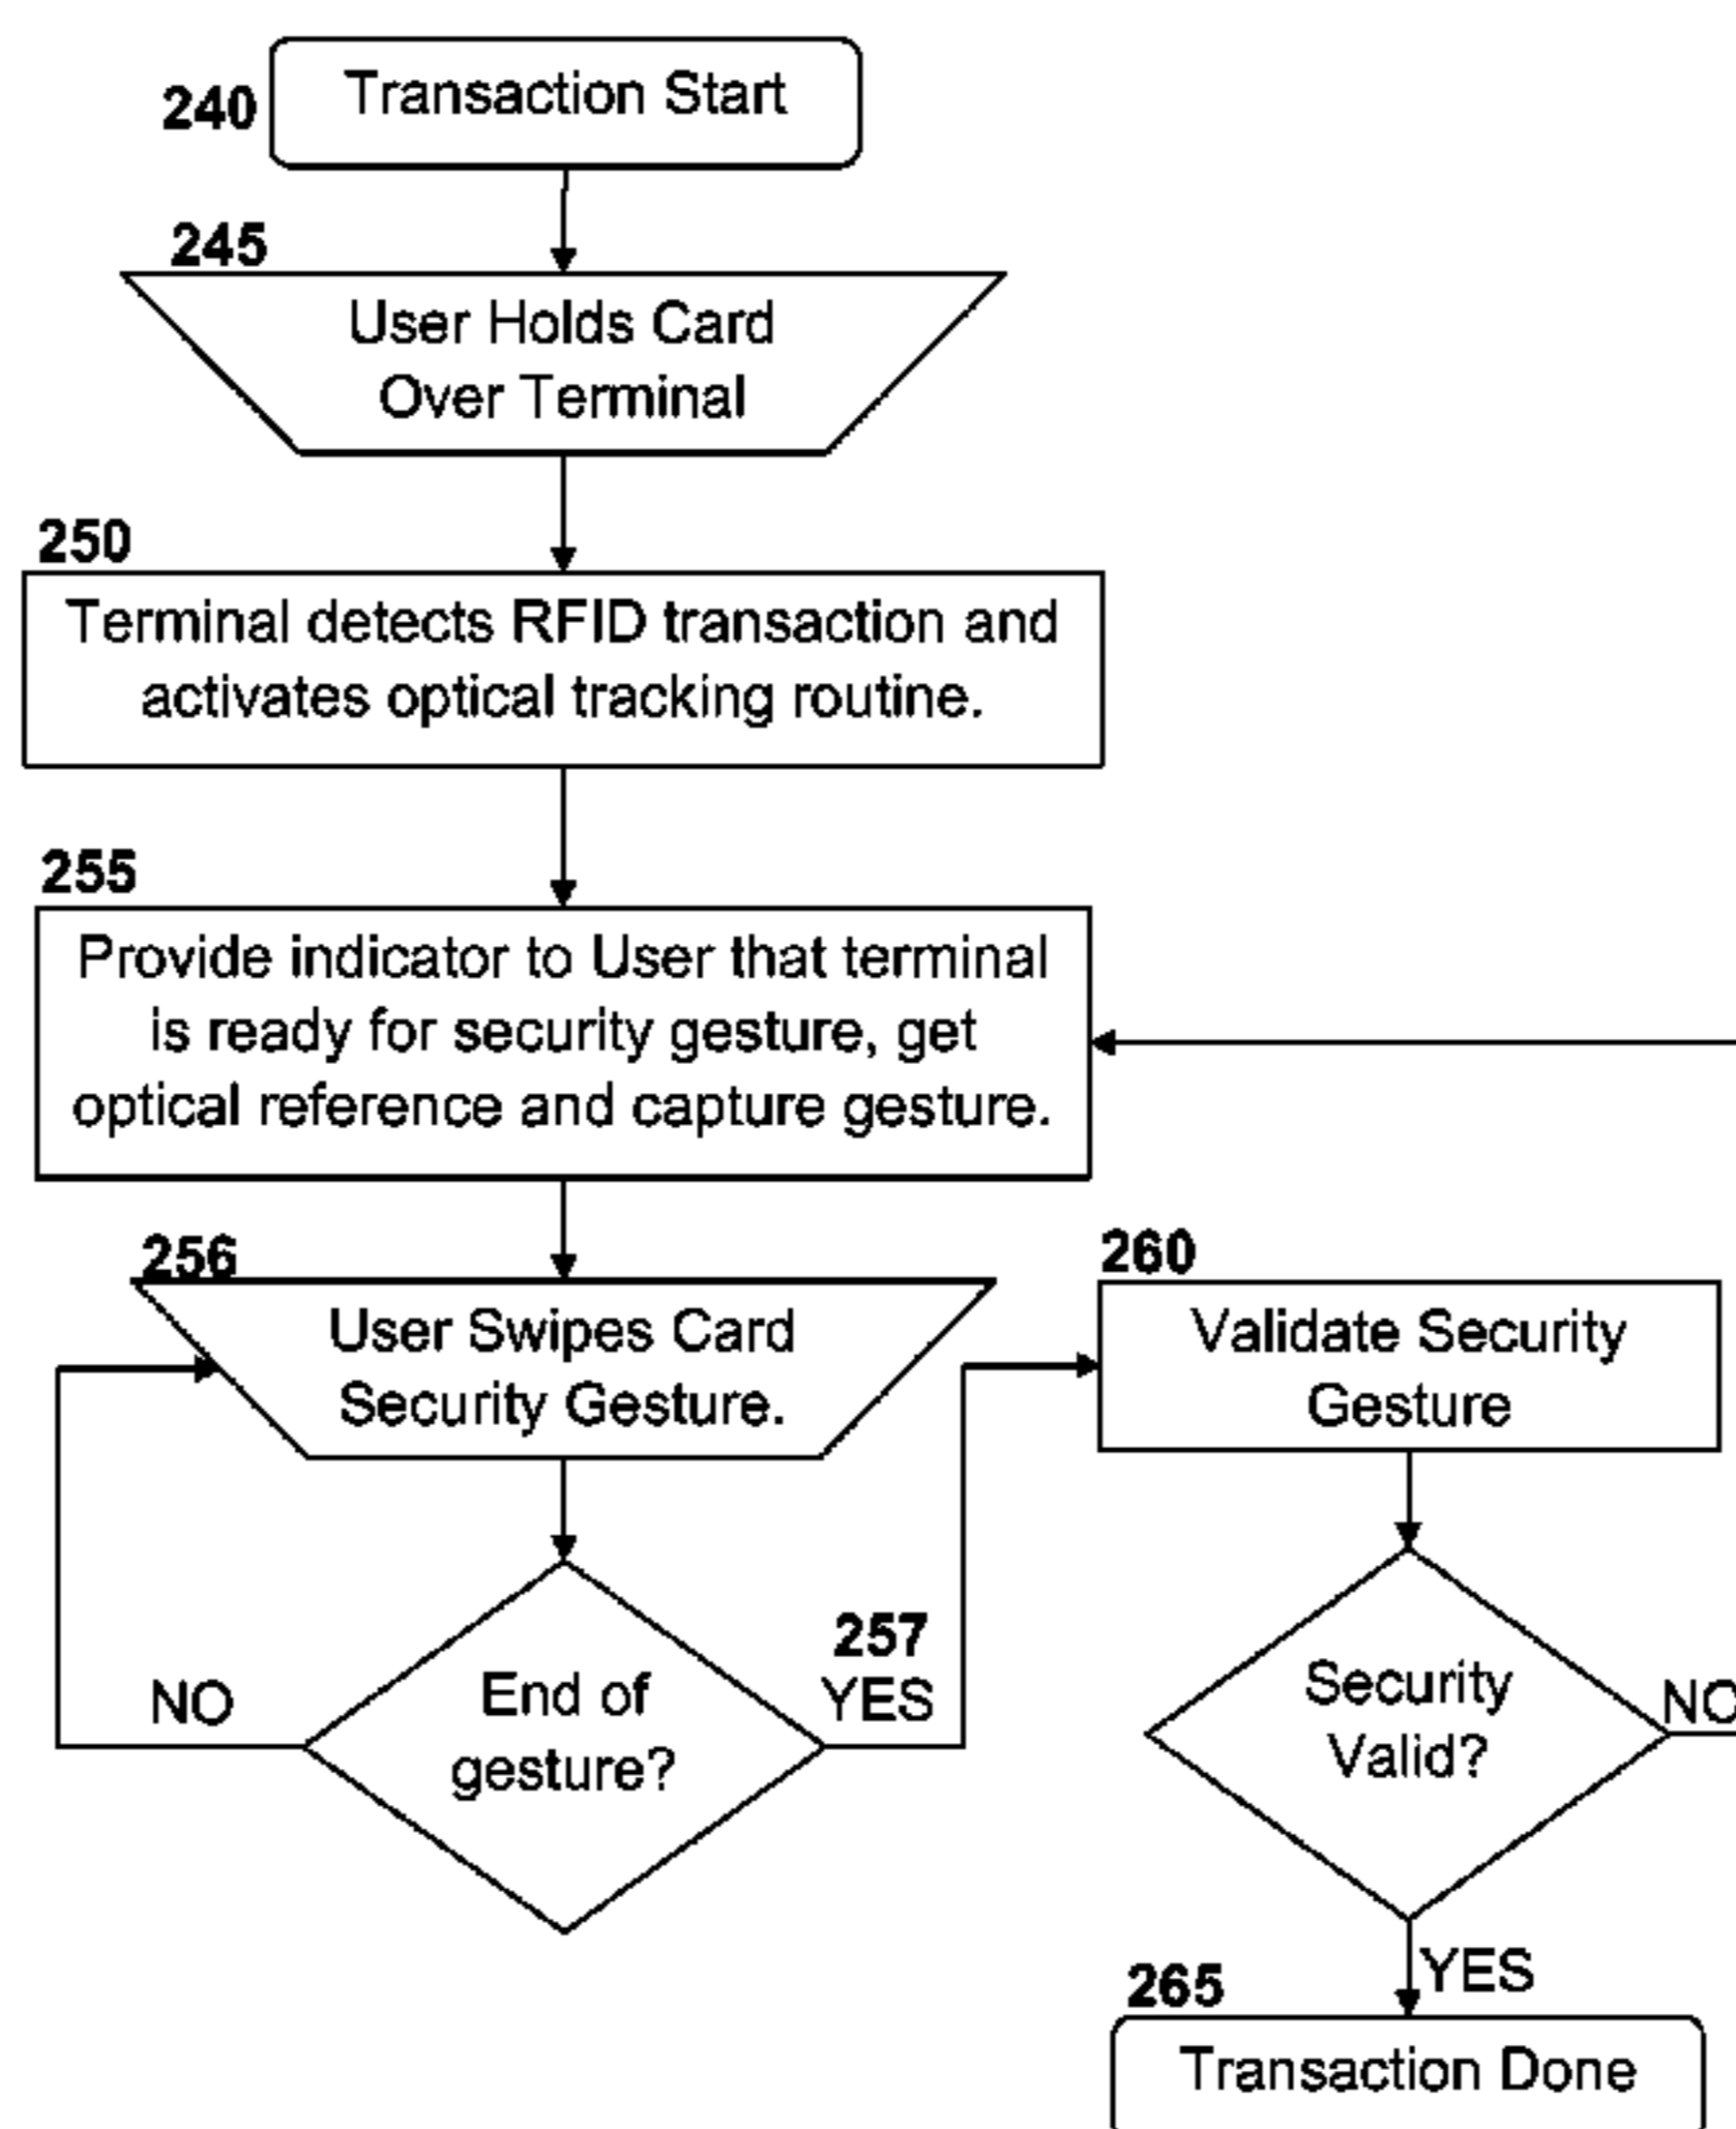 240
Transaction Start
245
User Holds Card
Over Terminal
250
Terminal detects RFID transaction and
activates optical tracking routine.
255
Provide indicator to User that terminal
is ready for security gesture, get
optical reference and capture gesture.
256
User Swipes Card
Security Gesture.
End of
gesture?
NO
257
YES
260
Validate Security
Gesture
Security
Valid?
NO
YES
265
Transaction Done